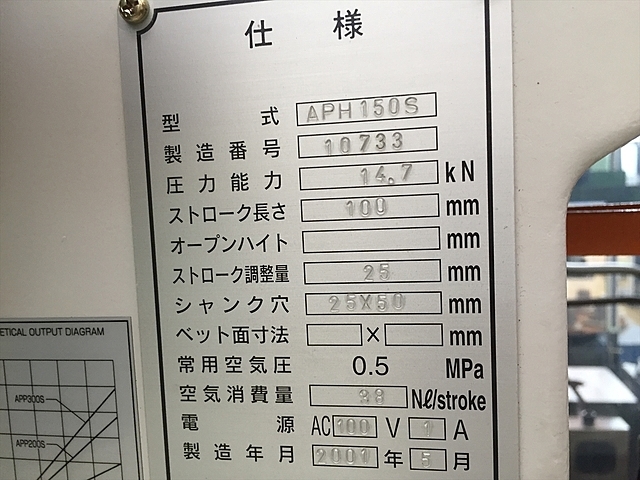 仕様
型式 APH150S
製造番号 10733
圧力能力 14.7 kN
ストローク長さ 100 mm
オープンハイト mm
ストローク調整量 25 mm
シャンク穴 25X50 mm
ベット面寸法 × mm
常用空気圧 0.5 MPa
空気消費量 38 Nℓ/stroke
電源 AC 100 V 1 A
製造年月 2001 年 5 月
ETICAL OUTPUT DIAGRAM
APP300S
APP200S